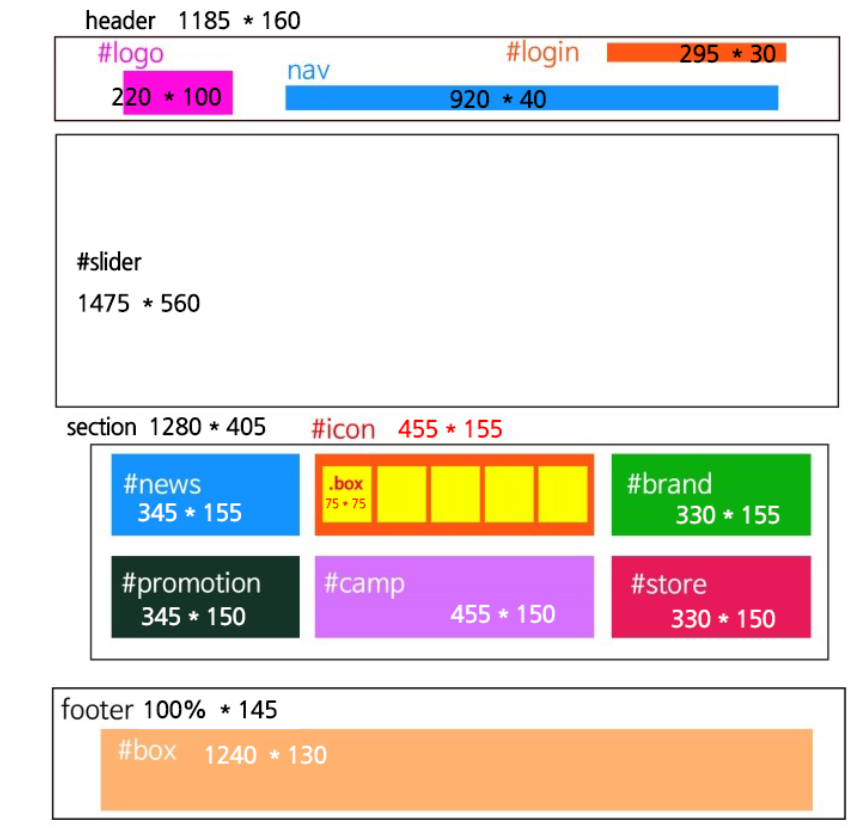 header 1185 * 160
#logo
#login
295 * 30
nav
220 * 100
920 * 40
#slider
1475 * 560
section 1280 * 405
#icon 455 * 155
#news
345 * 155
.box
75 * 75
#brand
330 * 155
#promotion
345 * 150
#camp
455 * 150
#store
330 * 150
footer 100% * 145
#box 1240 * 130